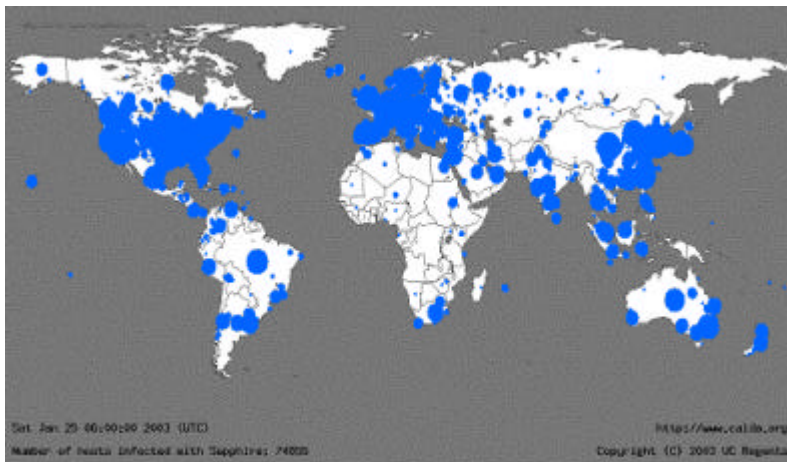 Sat Jan 25 06:00:00 2003 (UTC)
http://www.caida.org
Number of hosts infected with Sapphire: 74855
Copyright (C) 2003 UC Regents